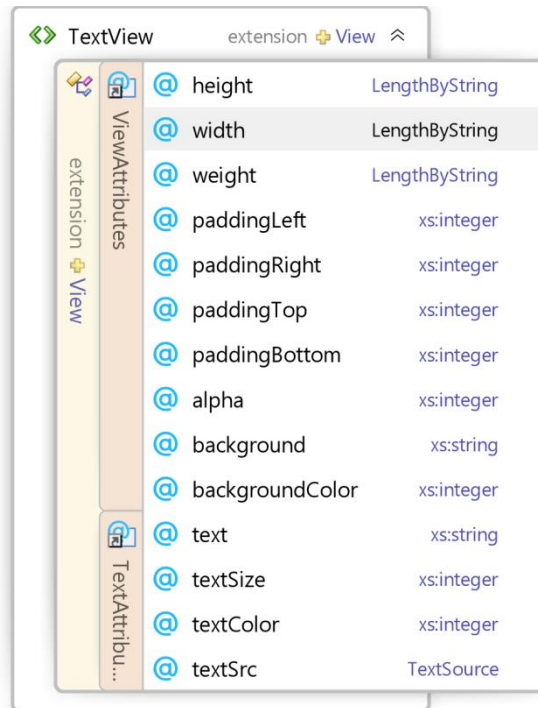 TextView extension View
extension View
ViewAttributes
@ height LengthByString
@ width LengthByString
@ weight LengthByString
@ paddingLeft xs:integer
@ paddingRight xs:integer
@ paddingTop xs:integer
@ paddingBottom xs:integer
@ alpha xs:integer
@ background xs:string
@ backgroundColor xs:integer
TextAttribu...
@ text xs:string
@ textSize xs:integer
@ textColor xs:integer
@ textSrc TextSource